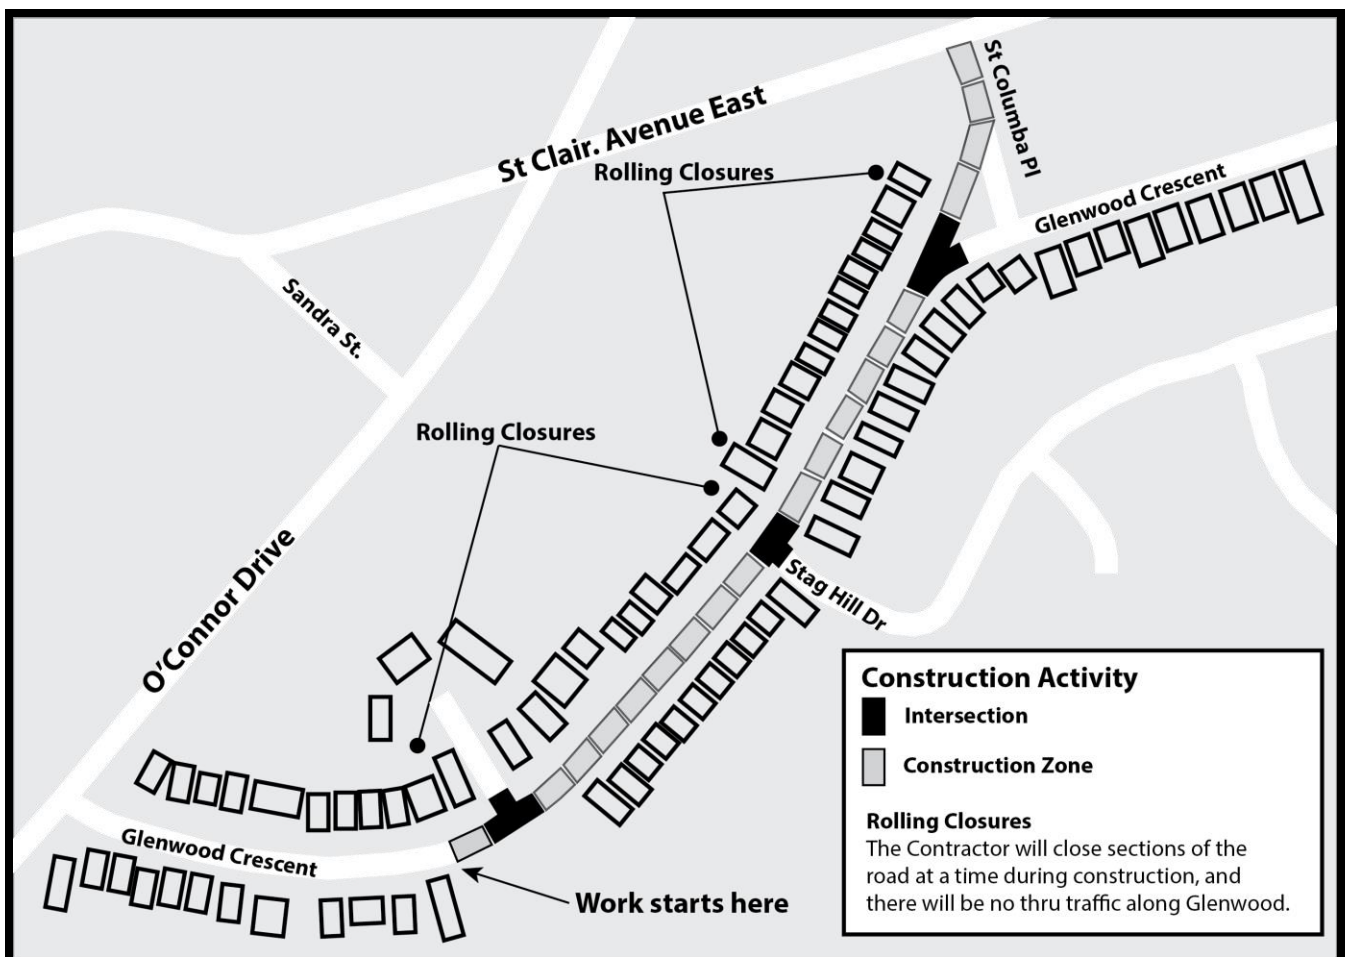 St Columba Pl
St Clair. Avenue East
Rolling Closures
Glenwood Crescent
Sandra St.
Rolling Closures
O'Connor Drive
Stag Hill Dr
Glenwood Crescent
Work starts here
Construction Activity
Intersection
Construction Zone
Rolling Closures
The Contractor will close sections of the
road at a time during construction, and
there will be no thru traffic along Glenwood.